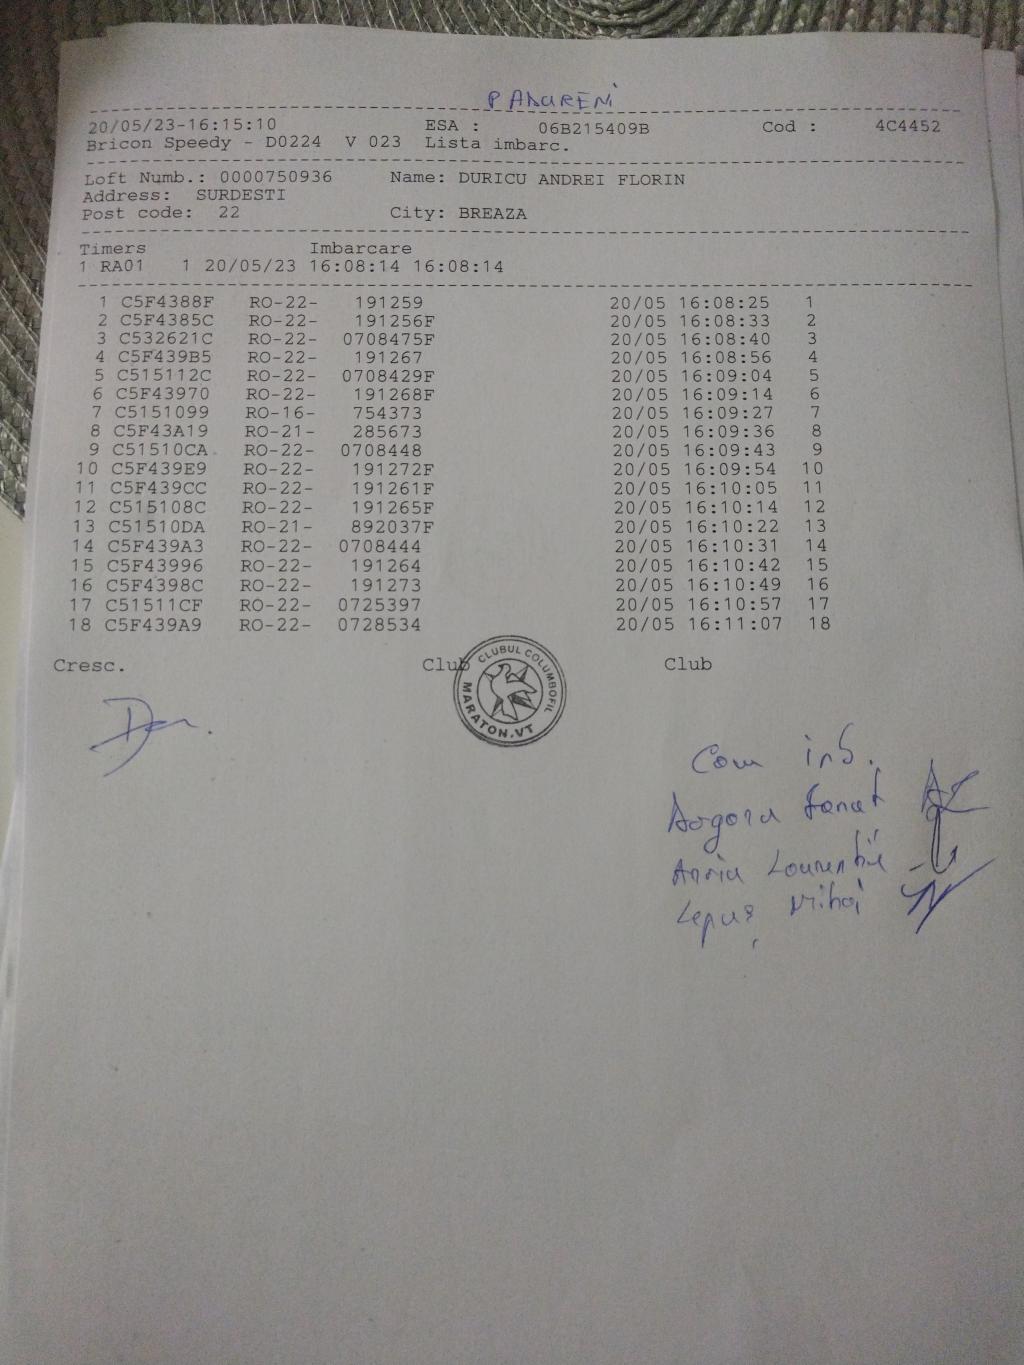 PADURENI
20/05/23-16:15:10 ESA : 06B215409B Cod : 4C4452
Bricon Speedy - D0224 V 023 Lista imbarc.
Loft Numb.: 0000750936 Name: DURICU ANDREI FLORIN
Address: SURDESTI
Post code: 22 City: BREAZA
Timers Imbarcare
1 RA01 1 20/05/23 16:08:14 16:08:14
1 C5F4388F RO-22- 191259 20/05 16:08:25 1
2 C5F4385C RO-22- 191256F 20/05 16:08:33 2
3 C532621C RO-22- 0708475F 20/05 16:08:40 3
4 C5F439B5 RO-22- 191267 20/05 16:08:56 4
5 C515112C RO-22- 0708429F 20/05 16:09:04 5
6 C5F43970 RO-22- 191268F 20/05 16:09:14 6
7 C5151099 RO-16- 754373 20/05 16:09:27 7
8 C5F43A19 RO-21- 285673 20/05 16:09:36 8
9 C51510CA RO-22- 0708448 20/05 16:09:43 9
10 C5F439E9 RO-22- 191272F 20/05 16:09:54 10
11 C5F439CC RO-22- 191261F 20/05 16:10:05 11
12 C515108C RO-22- 191265F 20/05 16:10:14 12
13 C51510DA RO-21- 892037F 20/05 16:10:22 13
14 C5F439A3 RO-22- 0708444 20/05 16:10:31 14
15 C5F43996 RO-22- 191264 20/05 16:10:42 15
16 C5F4398C RO-22- 191273 20/05 16:10:49 16
17 C51511CF RO-22- 0725397 20/05 16:10:57 17
18 C5F439A9 RO-22- 0728534 20/05 16:11:07 18
Cresc. Club Club
CLUBUL COLUMBOFIL
MARATON.VT
Com
Lepuș Mihai